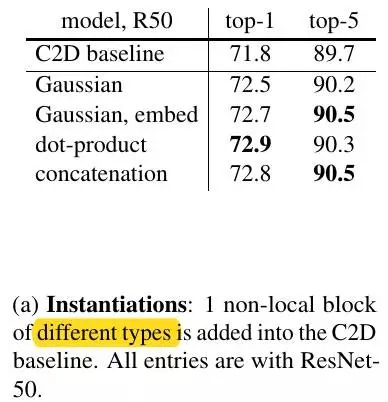 model, R50 top-1 top-5
C2D baseline 71.8 89.7
Gaussian 72.5 90.2
Gaussian, embed 72.7 90.5
dot-product 72.9 90.3
concatenation 72.8 90.5
(a) Instantiations: 1 non-local block
of different types is added into the C2D
baseline. All entries are with ResNet-
50.